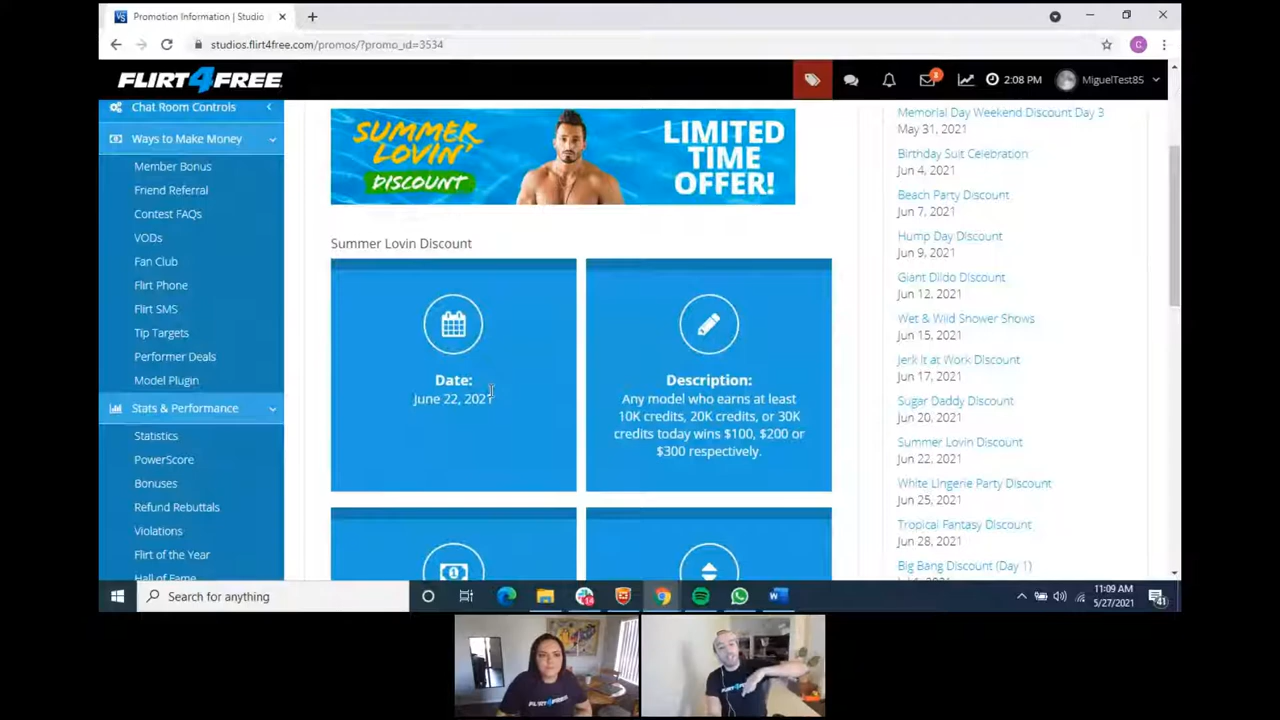 Promotion Information | Studio
studios.flirt4free.com/promos/?promo_id=3534
FLIRT4FREE
2:08 PM
MiguelTest85
Chat Room Controls
Ways to Make Money
Member Bonus
Friend Referral
Contest FAQs
VODs
Fan Club
Flirt Phone
Flirt SMS
Tip Targets
Performer Deals
Model Plugin
Stats & Performance
Statistics
PowerScore
Bonuses
Refund Rebuttals
Violations
Flirt of the Year
Hall of Fame
SUMMER
LOVIN'
DISCOUNT
LIMITED
TIME
OFFER!
Summer Lovin Discount
Date:
June 22, 2021
Description:
Any model who earns at least
10K credits, 20K credits, or 30K
credits today wins $100, $200 or
$300 respectively.
Memorial Day Weekend Discount Day 3
May 31, 2021
Birthday Suit Celebration
Jun 4, 2021
Beach Party Discount
Jun 7, 2021
Hump Day Discount
Jun 9, 2021
Giant Dildo Discount
Jun 12, 2021
Wet & Wild Shower Shows
Jun 15, 2021
Jerk It at Work Discount
Jun 17, 2021
Sugar Daddy Discount
Jun 20, 2021
Summer Lovin Discount
Jun 22, 2021
White Lingerie Party Discount
Jun 25, 2021
Tropical Fantasy Discount
Jun 28, 2021
Big Bang Discount (Day 1)
Search for anything
11:09 AM
5/27/2021
41
FLIRT4FREE
FLIRT4FREE